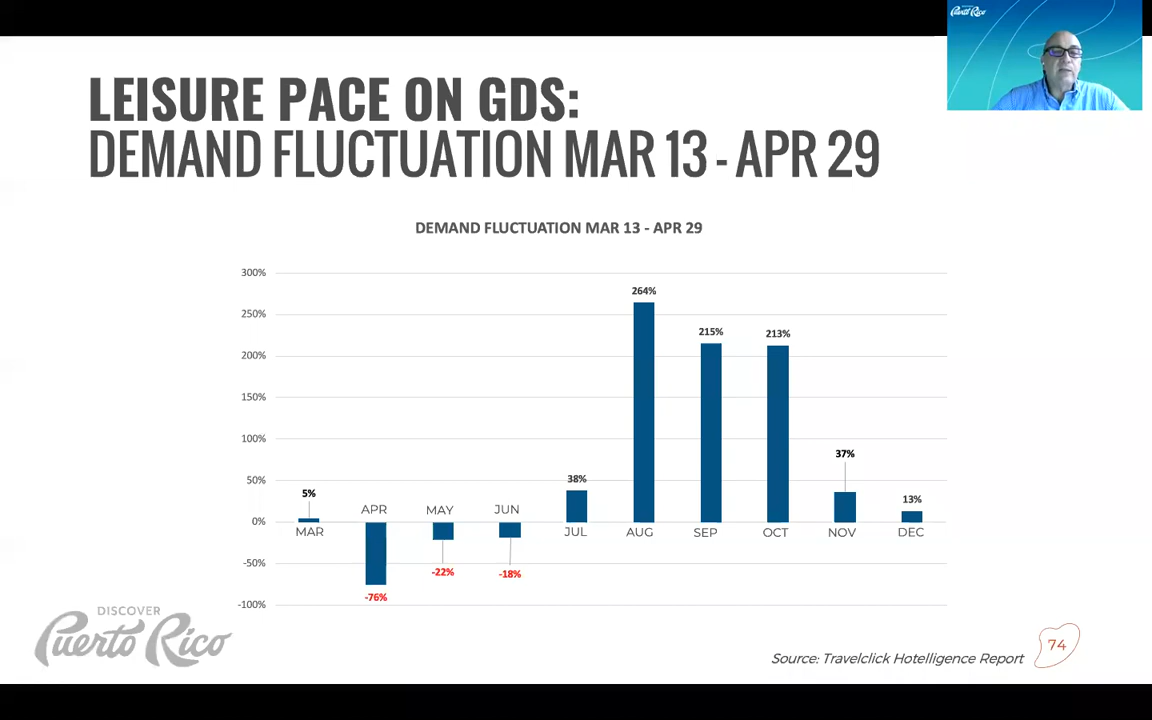 Puerto Rico
LEISURE PACE ON GDS:
DEMAND FLUCTUATION MAR 13 - APR 29
DEMAND FLUCTUATION MAR 13 - APR 29
300%
250%
200%
150%
100%
50%
0%
-50%
-100%
5%
-76%
-22%
-18%
38%
264%
215%
213%
37%
13%
MAR
APR
MAY
JUN
JUL
AUG
SEP
OCT
NOV
DEC
DISCOVER
Puerto Rico
Source: Travelclick Hotelligence Report
74